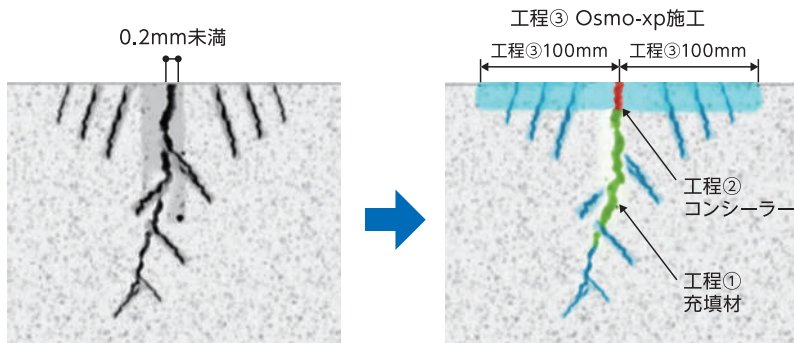 0.2mm未満
工程③ Osmo-xp施工
工程③100mm
工程③100mm
工程②
コンシーラー
工程①
充填材